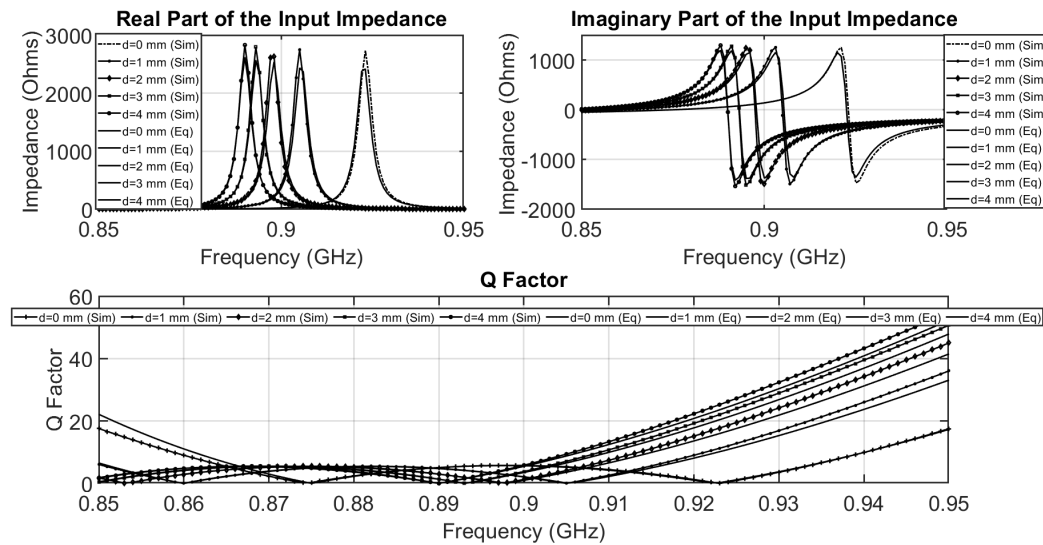 Real Part of the Input Impedance
3000
2000
1000
0
Impedance (Ohms)
d=0 mm (Sim)
d=1 mm (Sim)
d=2 mm (Sim)
d=3 mm (Sim)
d=4 mm (Sim)
d=0 mm (Eq)
d=1 mm (Eq)
d=2 mm (Eq)
d=3 mm (Eq)
d=4 mm (Eq)
0.85 0.9 0.95
Frequency (GHz)
Imaginary Part of the Input Impedance
1000
0
-1000
-2000
Impedance (Ohms)
d=0 mm (Sim
d=1 mm (Sim
d=2 mm (Sim
d=3 mm (Sim
d=4 mm (Sim
d=0 mm (Eq)
d=1 mm (Eq)
d=2 mm (Eq)
d=3 mm (Eq)
d=4 mm (Eq)
0.85 0.9 0.95
Frequency (GHz)
Q Factor
60
d=0 mm (Sim) d=1 mm (Sim) d=2 mm (Sim) d=3 mm (Sim) d=4 mm (Sim) d=0 mm (Eq) d=1 mm (Eq) d=2 mm (Eq) d=3 mm (Eq) d=4 mm (Eq)
40
20
0
Q Factor
0.85 0.86 0.87 0.88 0.89 0.9 0.91 0.92 0.93 0.94 0.95
Frequency (GHz)